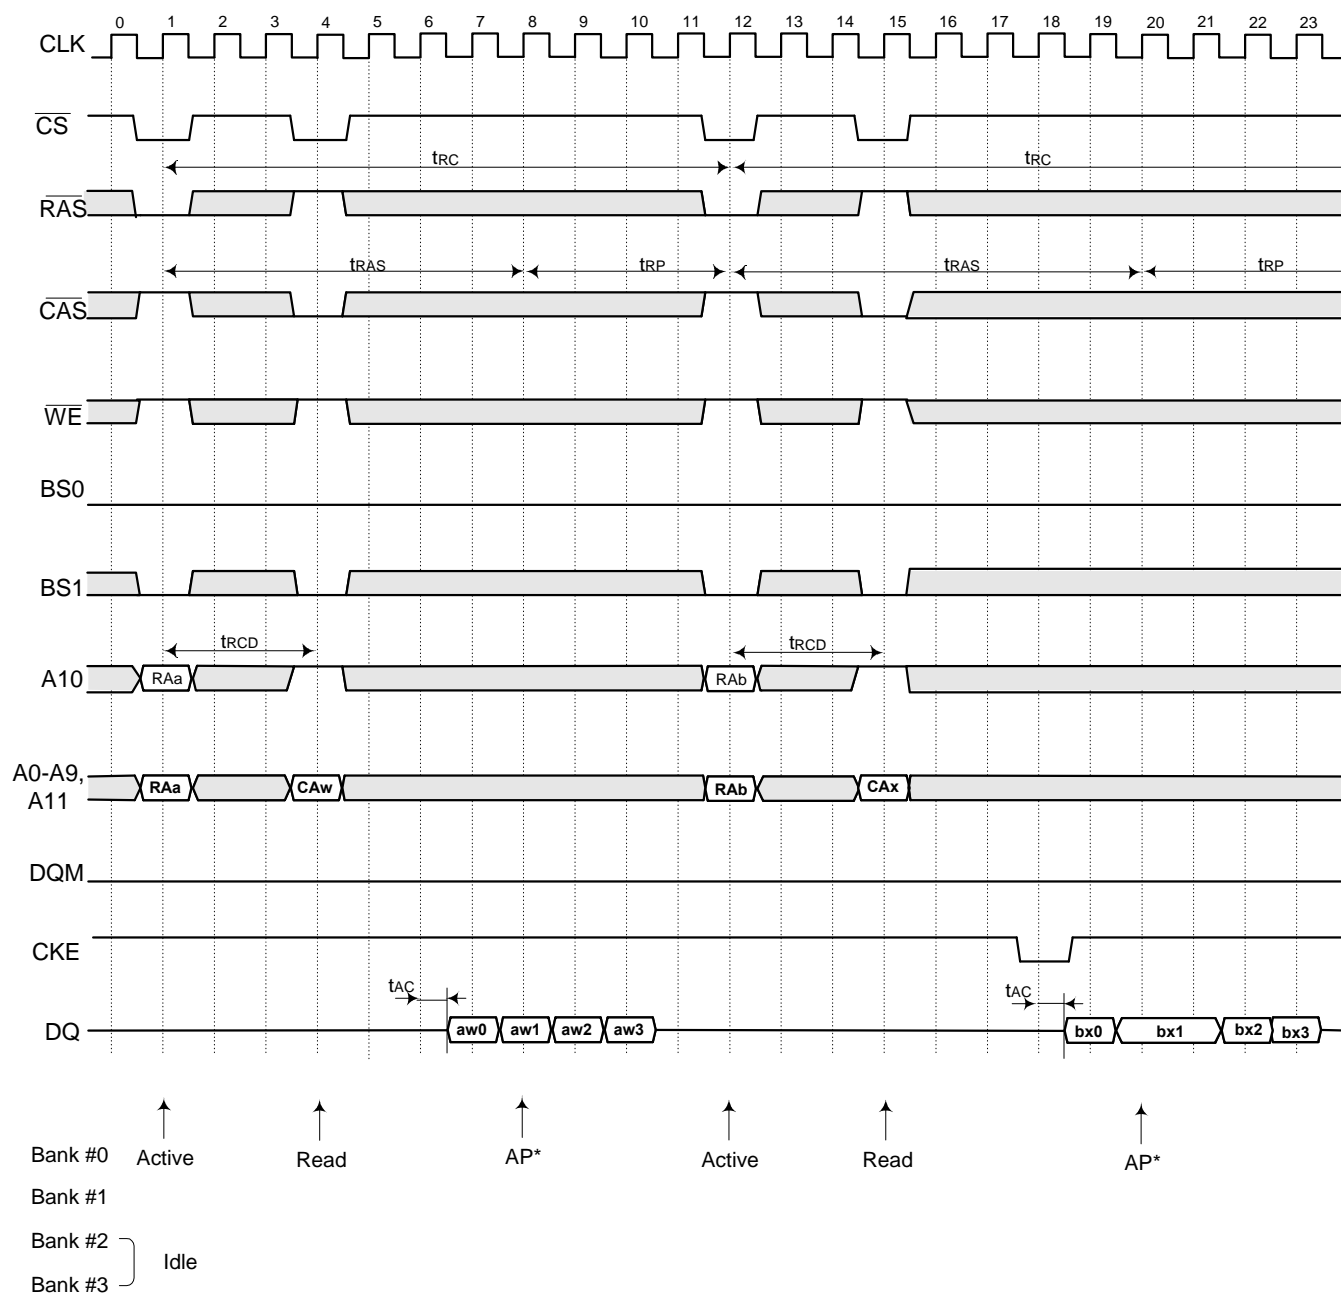 0 1 2 3 4 5 6 7 8 9 10 11 12 13 14 15 16 17 18 19 20 21 22 23
CLK
CS
tRC tRC
RAS
tRAS tRP tRAS tRP
CAS
WE
BS0
BS1
tRCD tRCD
A10 RAa RAb
A0-A9,
A11 RAa CAw RAb CAx
DQM
CKE
tAC tAC
DQ aw0 aw1 aw2 aw3 bx0 bx1 bx2 bx3
Bank #0 Active Read AP* Active Read AP*
Bank #1
Bank #2
Idle
Bank #3